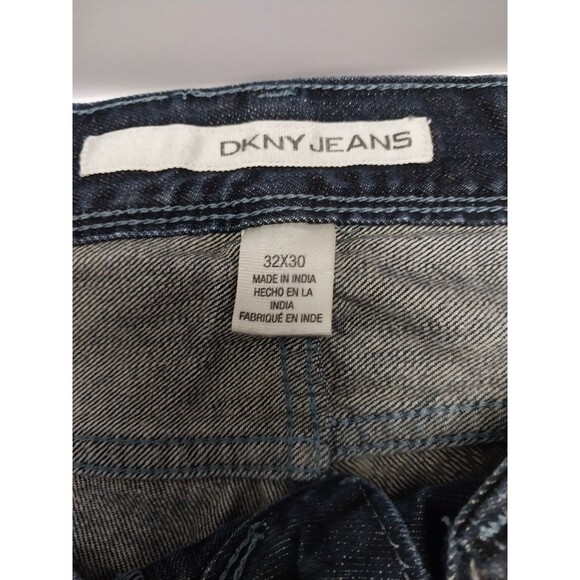 DKNY JEANS
32X30
MADE IN INDIA
HECHO EN LA
INDIA
FABRIQUÉ EN INDE